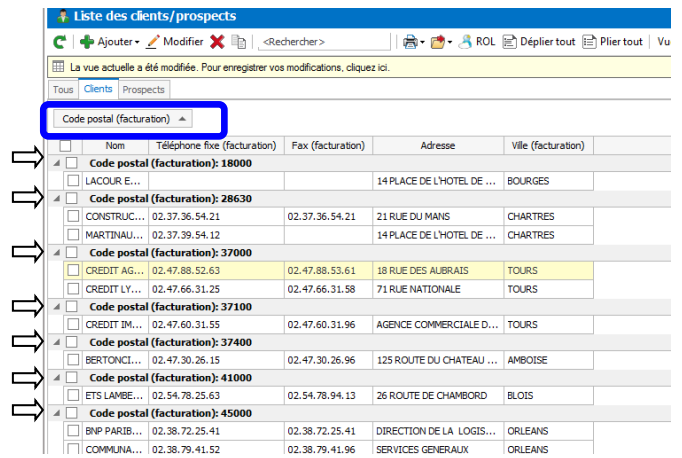 Liste des clients/prospects
Ajouter Modifier <Rechercher> ROL Déplier tout Plier tout Vu
La vue actuelle a été modifiée. Pour enregistrer vos modifications, cliquez ici.
Tous Clients Prospects
Code postal (facturation)
Nom Téléphone fixe (facturation) Fax (facturation) Adresse Ville (facturation)
Code postal (facturation): 18000
LACOUR E... 14 PLACE DE L'HOTEL DE ... BOURGES
Code postal (facturation): 28630
CONSTRUC... 02.37.36.54.21 02.37.36.54.21 21 RUE DU MANS CHARTRES
MARTINAU... 02.37.39.54.12 14 PLACE DE L'HOTEL DE ... CHARTRES
Code postal (facturation): 37000
CREDIT AG... 02.47.88.52.63 02.47.88.53.61 18 RUE DES AUBRAIS TOURS
CREDIT LY... 02.47.66.31.25 02.47.66.31.58 71 RUE NATIONALE TOURS
Code postal (facturation): 37100
CREDIT IM... 02.47.60.31.55 02.47.60.31.96 AGENCE COMMERCIALE D... TOURS
Code postal (facturation): 37400
BERTONCI... 02.47.30.26.15 02.47.30.26.96 125 ROUTE DU CHATEAU ... AMBOISE
Code postal (facturation): 41000
ETS LAMBE... 02.54.78.25.63 02.54.78.94.13 26 ROUTE DE CHAMBORD BLOIS
Code postal (facturation): 45000
BNP PARIB... 02.38.72.25.41 02.38.72.25.41 DIRECTION DE LA LOGIS... ORLEANS
COMMUNA... 02.38.79.41.52 02.38.79.41.96 SERVICES GENERAUX ORLEANS